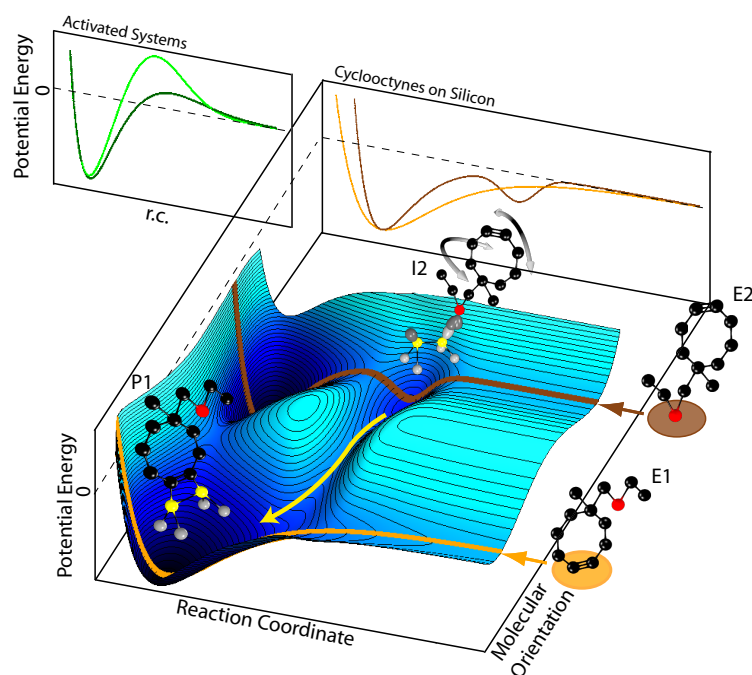 Activated Systems
Potential Energy
0
r.c.
Cyclooctynes on Silicon
I2
E2
P1
E1
Potential Energy
0
Reaction Coordinate
Molecular
Orientation